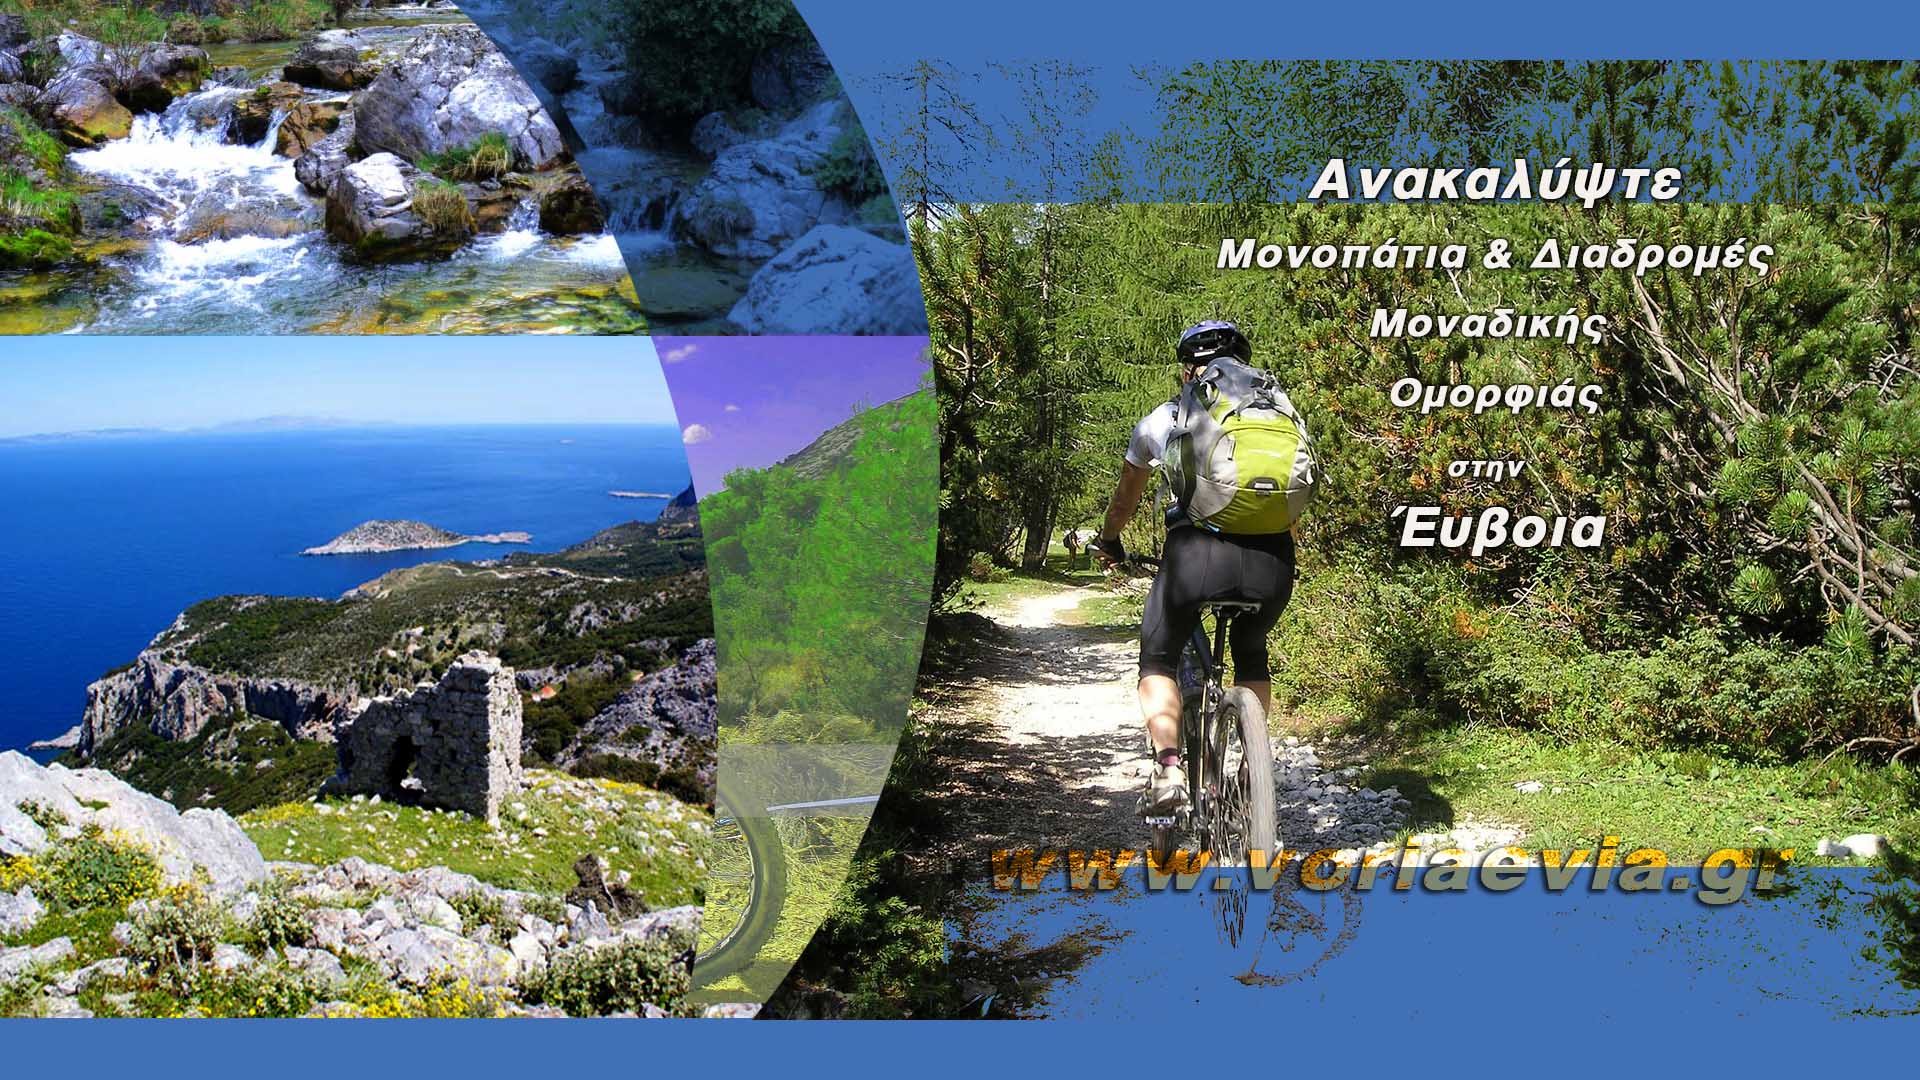 Ανακαλύψτε
Μονοπάτια & Διαδρομές
Μοναδικής
Ομορφιάς
στην
Έυβοια
www.voriaevia.gr